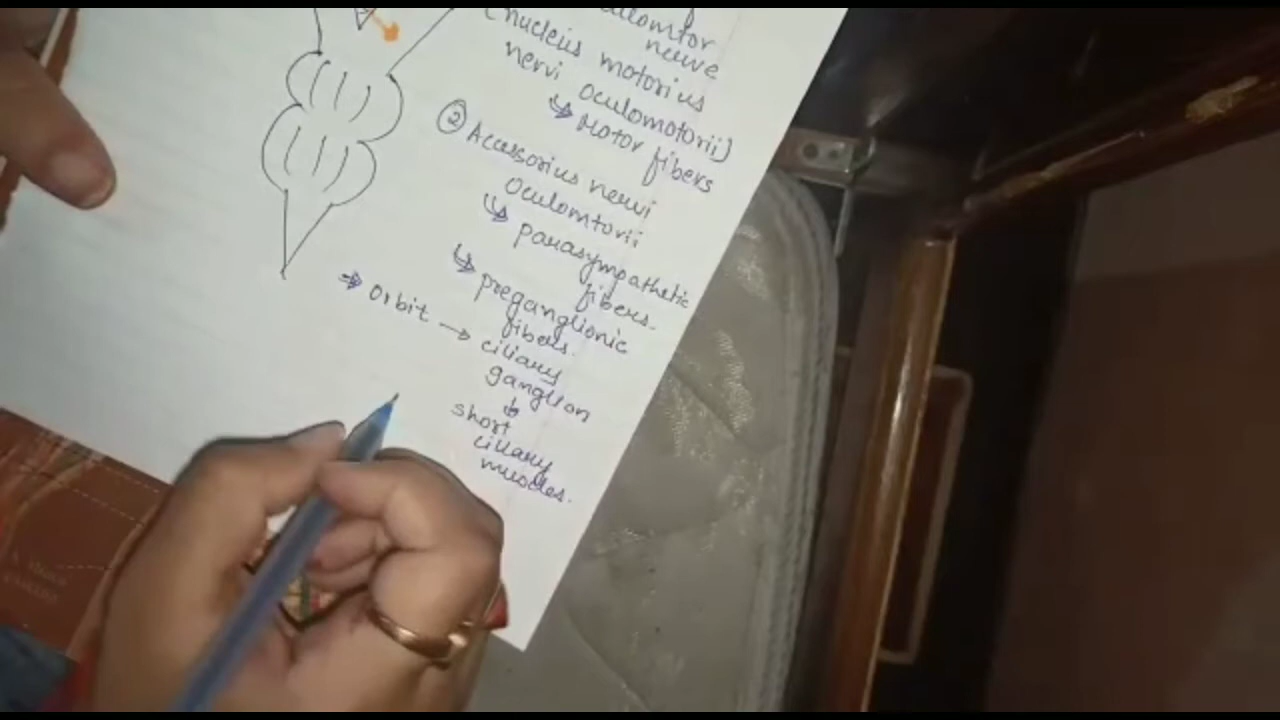 nerve
(nucleus motorius
nervi oculomotorii)
↳ Motor fibers
② Accessorius nervi
Oculomtorii
↳ parasympathetic
fibers.
↳ preganglionic
fibers.
→ Orbit → ciliary
ganglion
↓
short
ciliary
muscles.